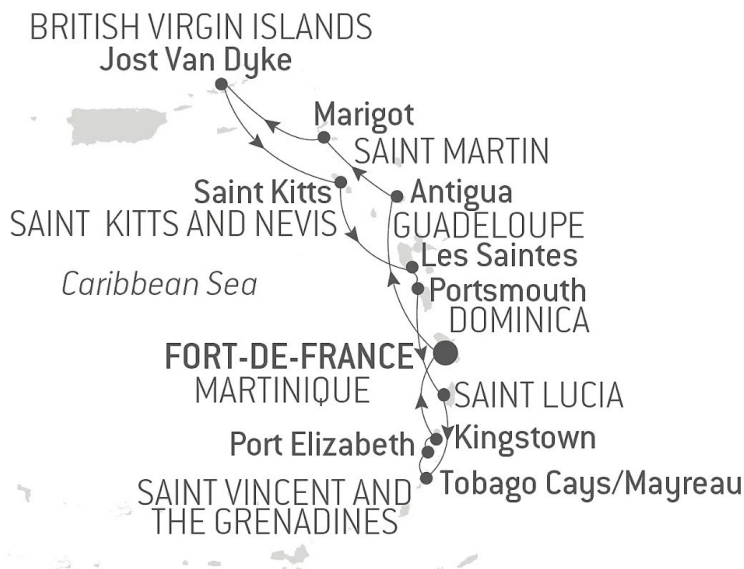 BRITISH VIRGIN ISLANDS
Jost Van Dyke
Marigot
SAINT MARTIN
Saint Kitts
Antigua
SAINT KITTS AND NEVIS
GUADELOUPE
Les Saintes
Caribbean Sea
Portsmouth
DOMINICA
FORT-DE-FRANCE
MARTINIQUE
SAINT LUCIA
Kingstown
Port Elizabeth
Tobago Cays/Mayreau
SAINT VINCENT AND
THE GRENADINES